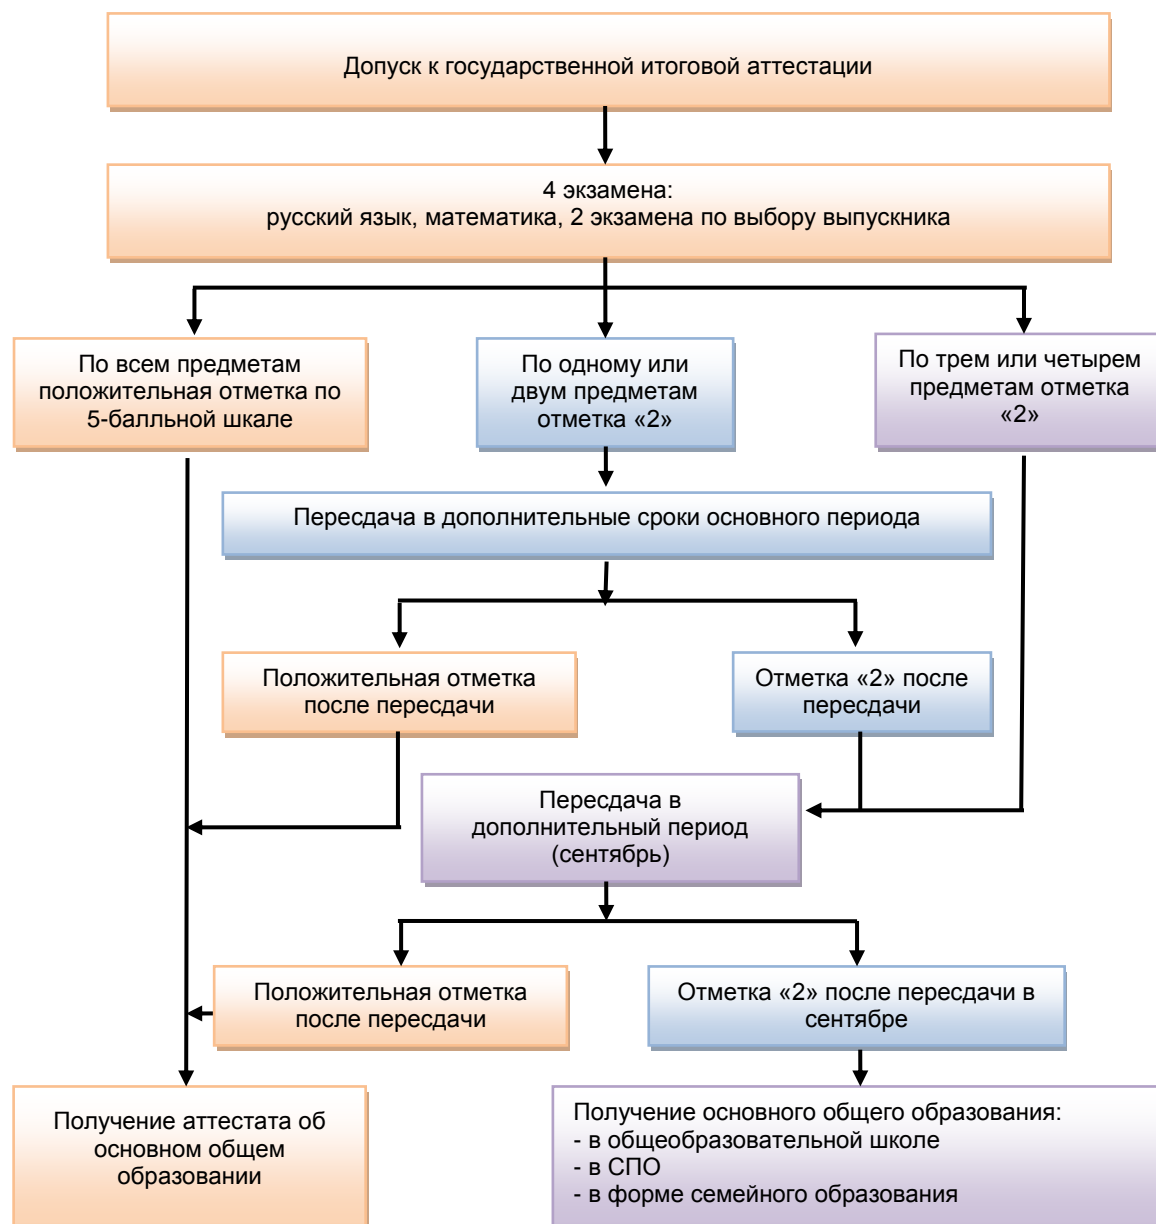 Допуск к государственной итоговой аттестации
4 экзамена:
русский язык, математика, 2 экзамена по выбору выпускника
По всем предметам
положительная отметка по
5-балльной шкале
По одному или
двум предметам
отметка «2»
По трем или четырем
предметам отметка
«2»
Пересдача в дополнительные сроки основного периода
Положительная отметка
после пересдачи
Отметка «2» после
пересдачи
Пересдача в
дополнительный период
(сентябрь)
Положительная отметка
после пересдачи
Отметка «2» после пересдачи в
сентябре
Получение аттестата об
основном общем
образовании
Получение основного общего образования:
- в общеобразовательной школе
- в СПО
- в форме семейного образования